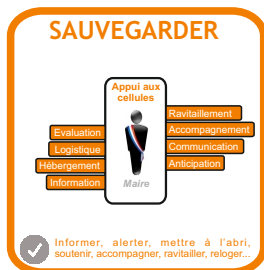 SAUVEGARDER
Appui aux
cellules
Ravitaillement
Evaluation
Accompagnement
Logistique
Communication
Hébergement
Anticipation
Information
Maire
Informer, alerter, mettre à l'abri,
soutenir, accompagner, ravitailler, reloger...